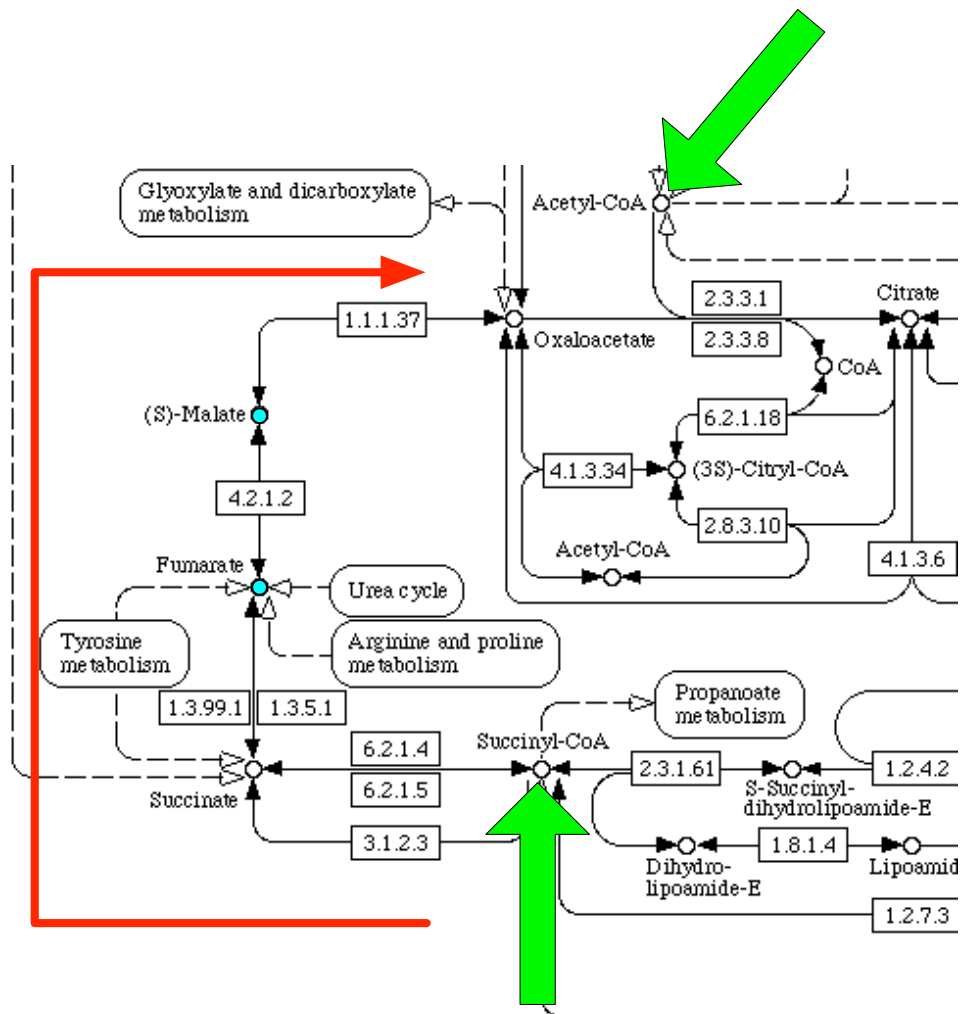 Glyoxylate and dicarboxylate
metabolism
Acetyl-CoA
2.3.3.1
Citrate
1.1.1.37
Oxaloacetate
2.3.3.8
CoA
(S)-Malate
6.2.1.18
4.1.3.34
(3S)-Citryl-CoA
4.2.1.2
2.8.3.10
Acetyl-CoA
4.1.3.6
Fumarate
Urea cycle
Tyrosine
metabolism
Arginine and proline
metabolism
1.3.99.1
1.3.5.1
Propanoate
metabolism
6.2.1.4
Succinyl-CoA
2.3.1.61
1.2.4.2
Succinate
6.2.1.5
S-Succinyl-
dihydrolipoamide-E
3.1.2.3
1.8.1.4
Dihydro-
lipoamide-E
Lipoamid
1.2.7.3